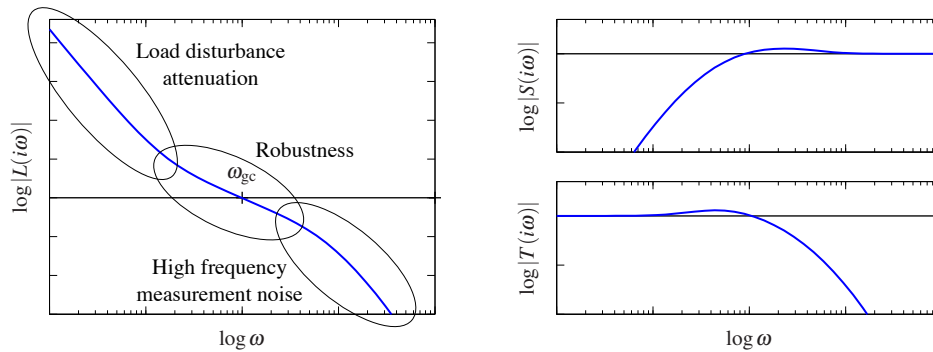 log |L(iω)|
Load disturbance
attenuation
Robustness
ω_gc
High frequency
measurement noise
log ω
log |S(iω)|
log |T(iω)|
log ω